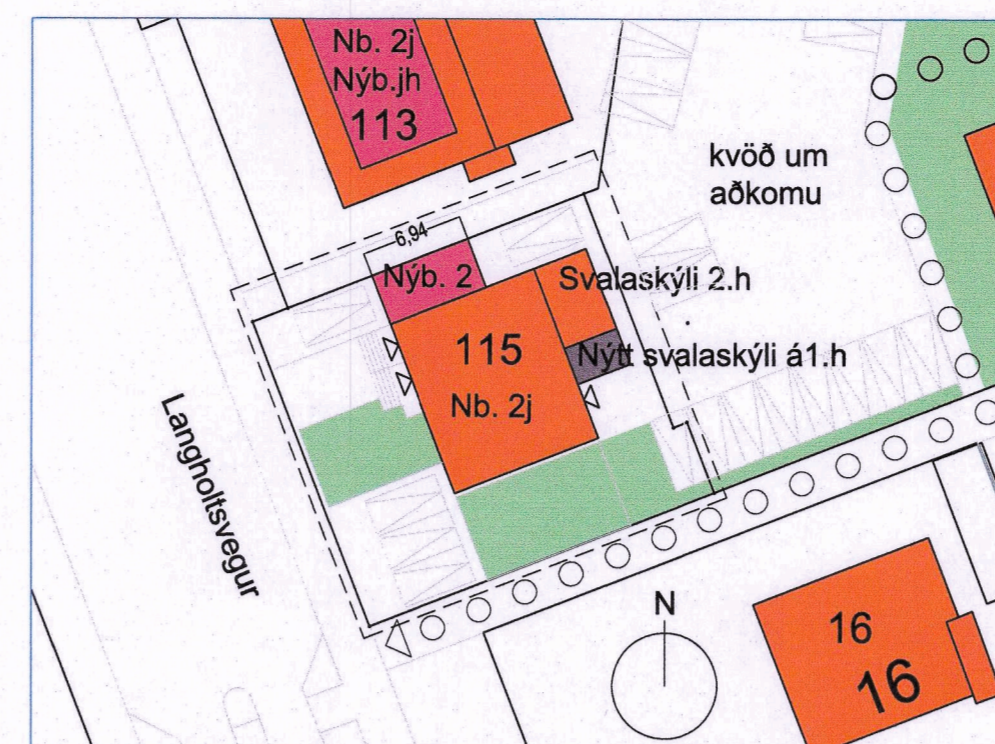 Nb. 2j
Nýb.jh
113
kvöð um
aðkomu
6,94
Nýb. 2
Svalaskýli 2.h
115
Nýtt svalaskýli á1.h
Nb. 2j
Langholtsvegur
N
16
16